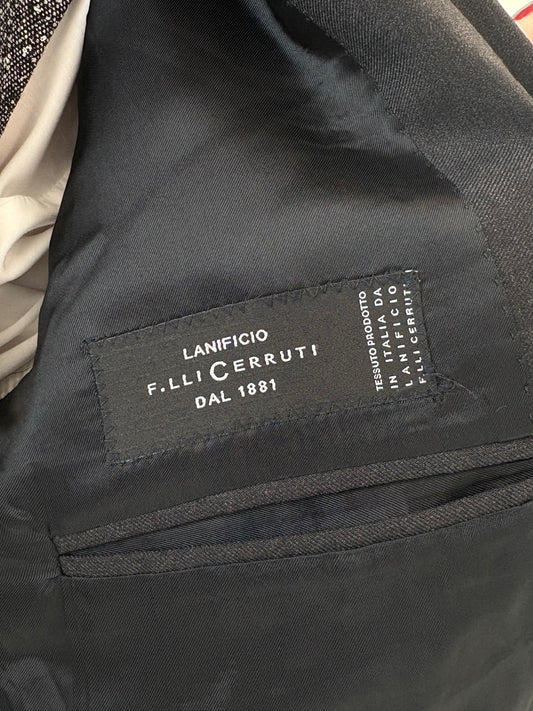 LANIFICIO
F.LLI CERRUTI
DAL 1881
TESSUTO PRODOTTO
IN ITALIA DA
LANIFICIO
F.LLI CERRUTI